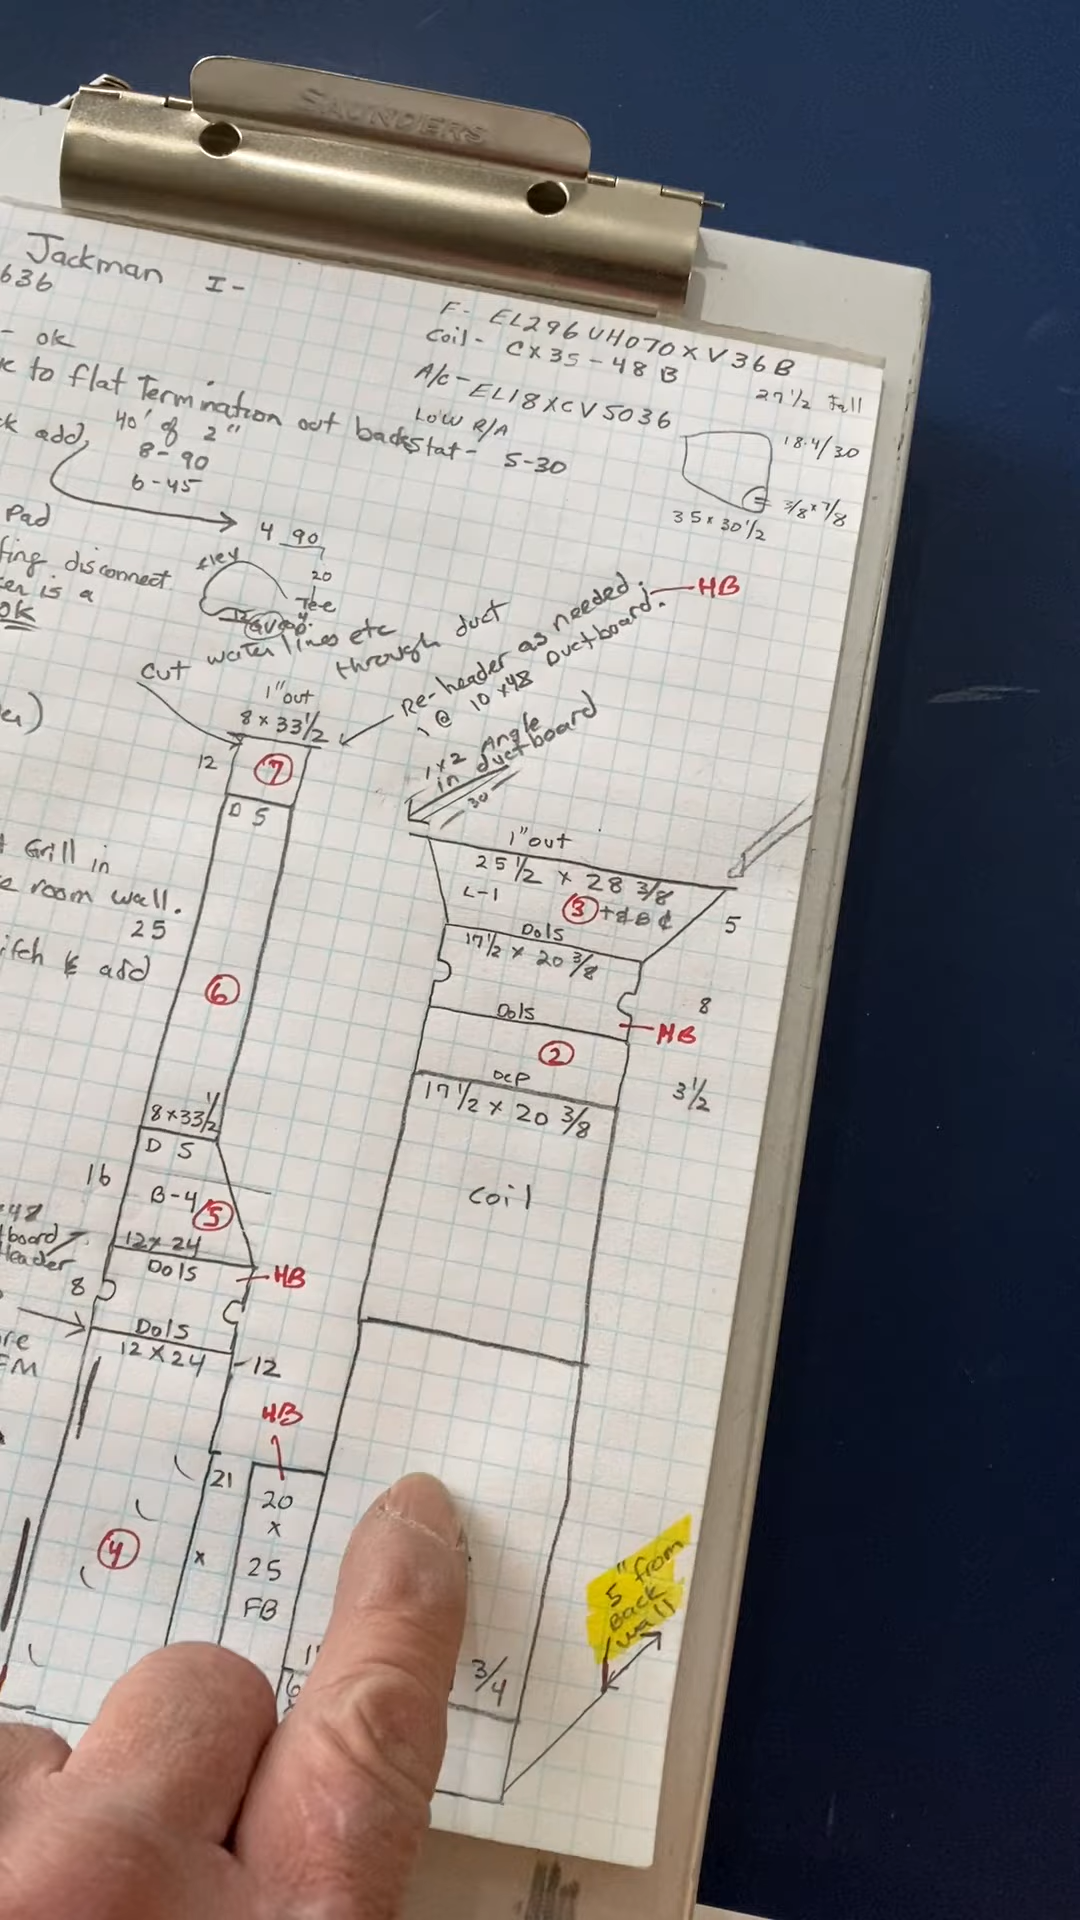 SAUNDERS
Jackman I-
636
F- EL296UH070XV36B
Coil- CX35-48B
A/c- EL18XCV5036
Low R/A
Stat- S-30
27 1/2 Tall
18.4/30
3/8 x 7/8
35 x 30 1/2
- ok
to flat Termination out back
add 40' of 2"
8-90
6-45
4 90
20
Tee
flex
Pad
disconnect
is a
OK
Cut water lines etc
through duct
Re-header as needed.
1 @ 10 x 48 Ductboard.
HB
1 x 2 Angle
in ductboard
30
1" out
8 x 33 1/2
12
7
D S
Grill in
room wall.
25
& add
6
8 x 33 1/2
D S
16
B-4
5
12 x 24
Dols
HB
8
Dols
12 x 24
12
48
Header
HB
21
x
20
x
25
FB
4
1" out
25 1/2 x 28 3/8
L-1
3
5
Dols
17 1/2 x 20 3/8
8
Dols
HB
2
3 1/2
OCP
17 1/2 x 20 3/8
Coil
5" from
Back
wall
3/4